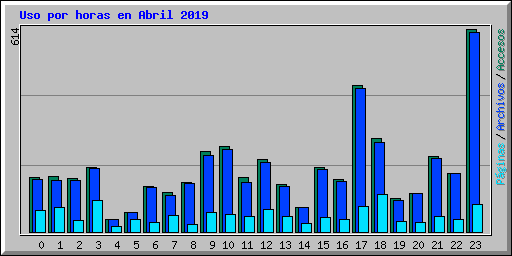 Uso por horas en Abril 2019
614
Páginas / Archivos / Accesos
0 1 2 3 4 5 6 7 8 9 10 11 12 13 14 15 16 17 18 19 20 21 22 23